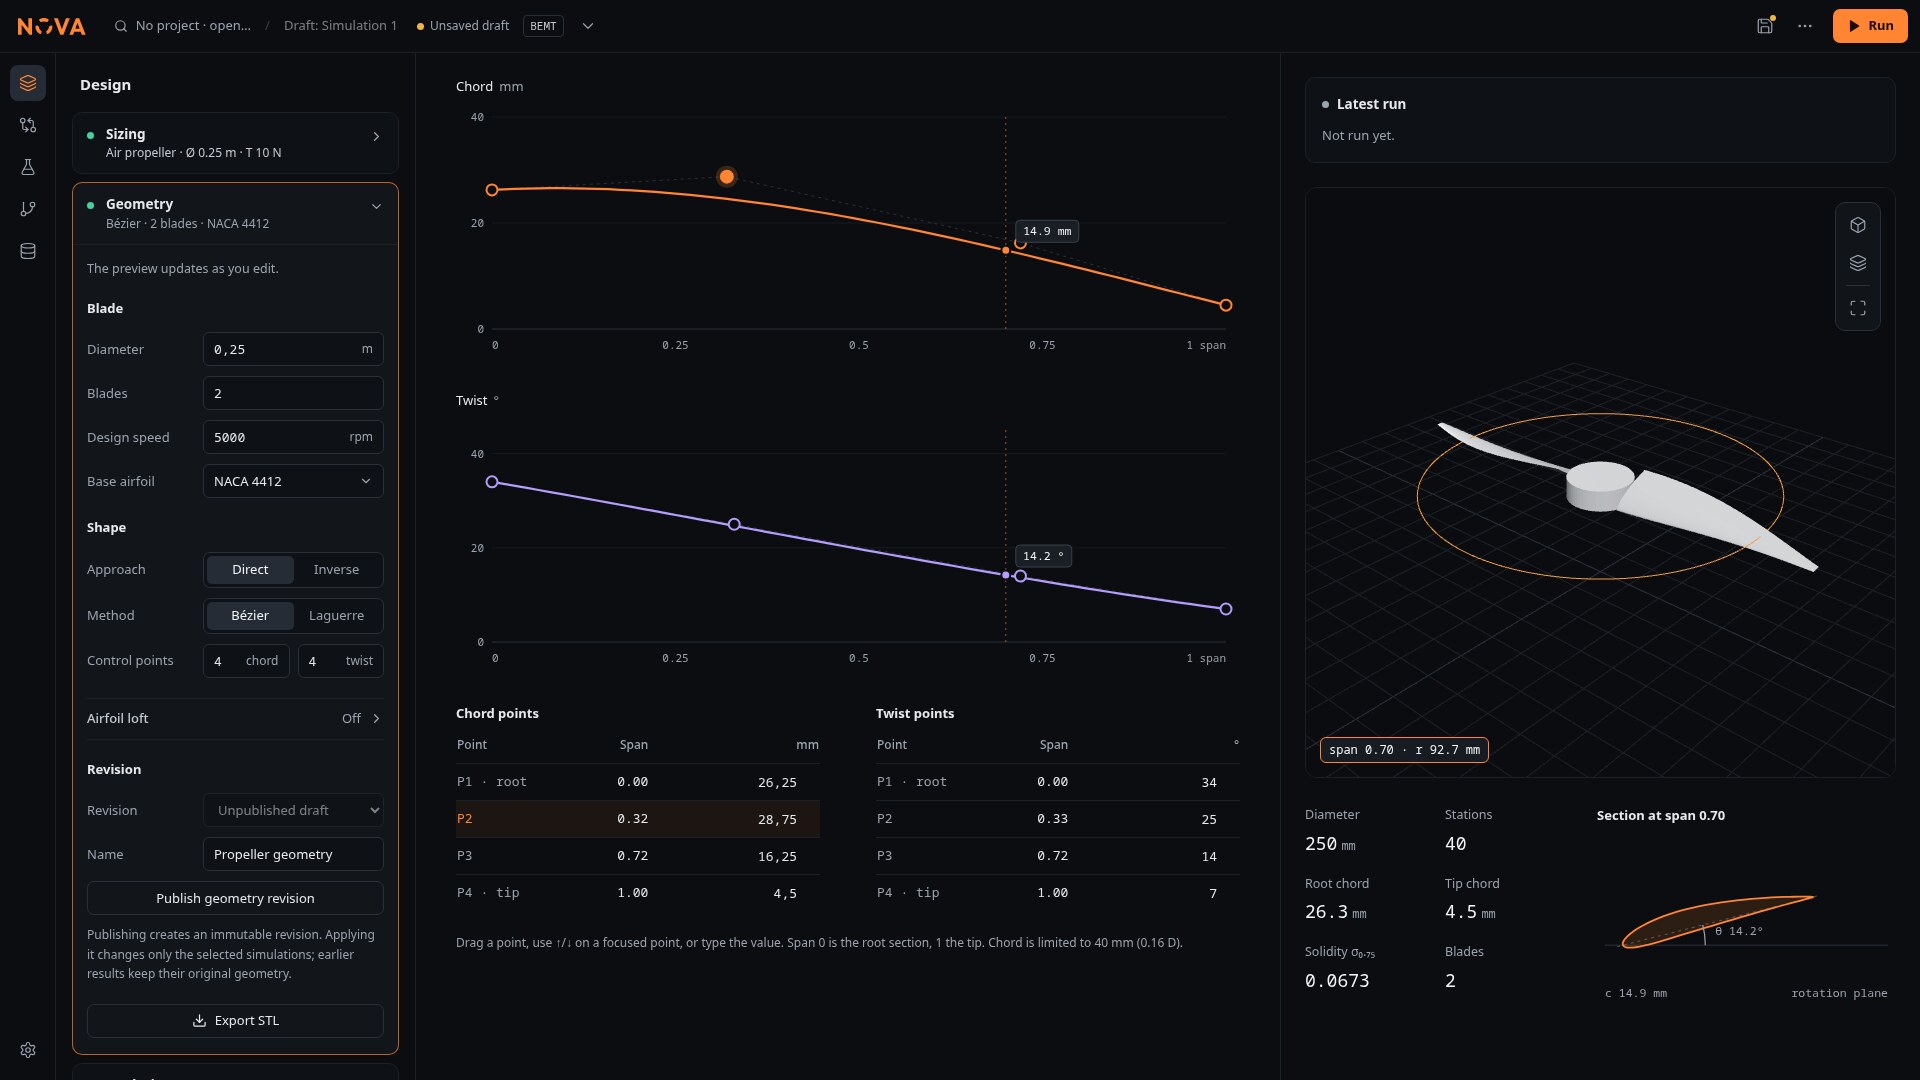 NOVA
No project · open...
/
Draft: Simulation 1
Unsaved draft
BEMT
Run
Design
Sizing
Air propeller · Ø 0.25 m · T 10 N
Geometry
Bézier · 2 blades · NACA 4412
The preview updates as you edit.
Blade
Diameter 0,25 m
Blades 2
Design speed 5000 rpm
Base airfoil NACA 4412
Shape
Approach Direct Inverse
Method Bézier Laguerre
Control points 4 chord 4 twist
Airfoil loft Off
Revision
Revision Unpublished draft
Name Propeller geometry
Publish geometry revision
Publishing creates an immutable revision. Applying
it changes only the selected simulations; earlier
results keep their original geometry.
Export STL
Chord mm
40
20
0
14.9 mm
0 0.25 0.5 0.75 1 span
Twist °
40
20
0
14.2 °
0 0.25 0.5 0.75 1 span
Chord points
Point Span mm
P1 · root 0.00 26,25
P2 0.32 28,75
P3 0.72 16,25
P4 · tip 1.00 4,5
Twist points
Point Span °
P1 · root 0.00 34
P2 0.33 25
P3 0.72 14
P4 · tip 1.00 7
Drag a point, use ↑/↓ on a focused point, or type the value. Span 0 is the root section, 1 the tip. Chord is limited to 40 mm (0.16 D).
Latest run
Not run yet.
span 0.70 · r 92.7 mm
Diameter
250 mm
Stations
40
Root chord
26.3 mm
Tip chord
4.5 mm
Solidity σ₀.₇₅
0.0673
Blades
2
Section at span 0.70
θ 14.2°
c 14.9 mm
rotation plane